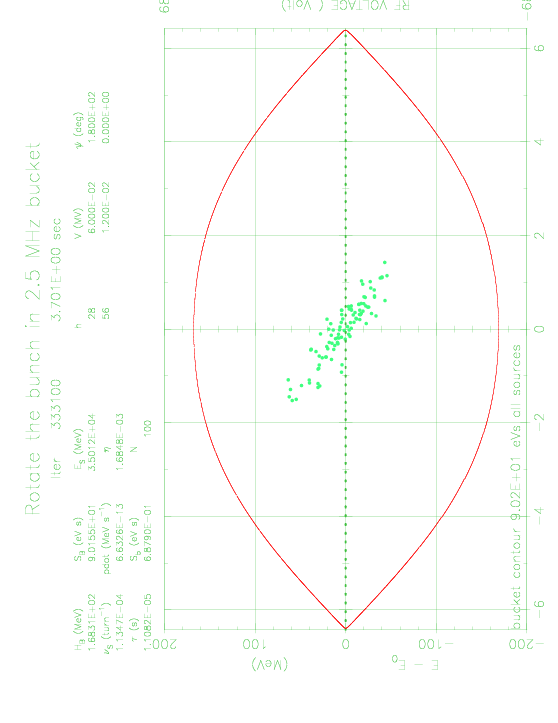 Rotate the bunch in 2.5 MHz bucket
Iter 333100 3.701E+00 sec
H_B (MeV) S_B (eV s) E_S (MeV) h V (MV) ψ (deg)
1.6831E+02 9.0155E+01 3.5012E+04 28 6.000E-02 1.800E+02
ν_S (turn⁻¹) pdot (MeV s⁻¹) η 56 1.200E-02 0.000E+00
1.1347E-04 6.6326E-13 1.6848E-03
τ (s) S_b (eV s) N
1.1082E-05 6.8790E-01 100
200
100
0
-100
-200
E - E₀ (MeV)
RF VOLTAGE ( Volt)
-6
-4
-2
0
2
4
6
bucket contour 9.02E+01 eVs all sources